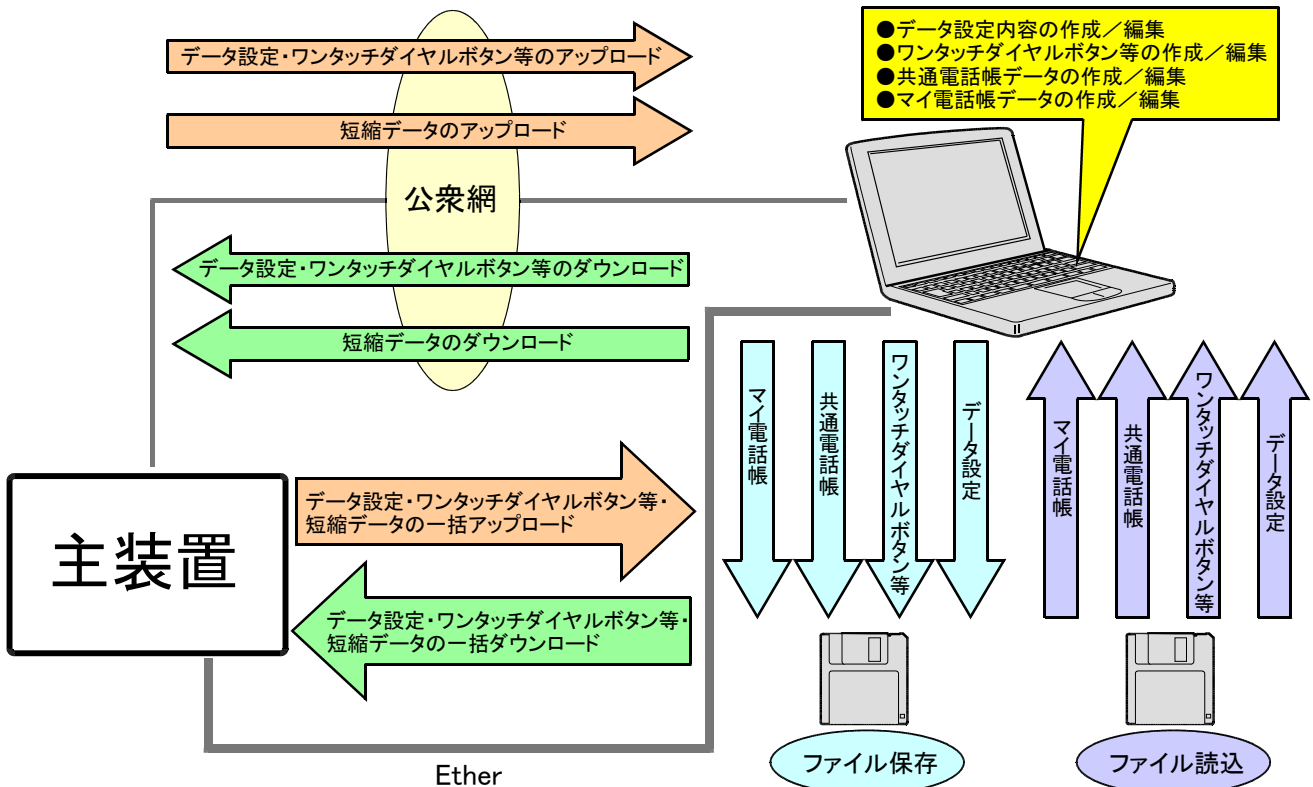 データ設定・ワンタッチダイヤルボタン等のアップロード
短縮データのアップロード
公衆網
データ設定・ワンタッチダイヤルボタン等のダウンロード
短縮データのダウンロード
●データ設定内容の作成／編集
●ワンタッチダイヤルボタン等の作成／編集
●共通電話帳データの作成／編集
●マイ電話帳データの作成／編集
主装置
データ設定・ワンタッチダイヤルボタン等・
短縮データの一括アップロード
データ設定・ワンタッチダイヤルボタン等・
短縮データの一括ダウンロード
Ether
マイ電話帳
共通電話帳
ワンタッチダイヤルボタン等
データ設定
ファイル保存
マイ電話帳
共通電話帳
ワンタッチダイヤルボタン等
データ設定
ファイル読込